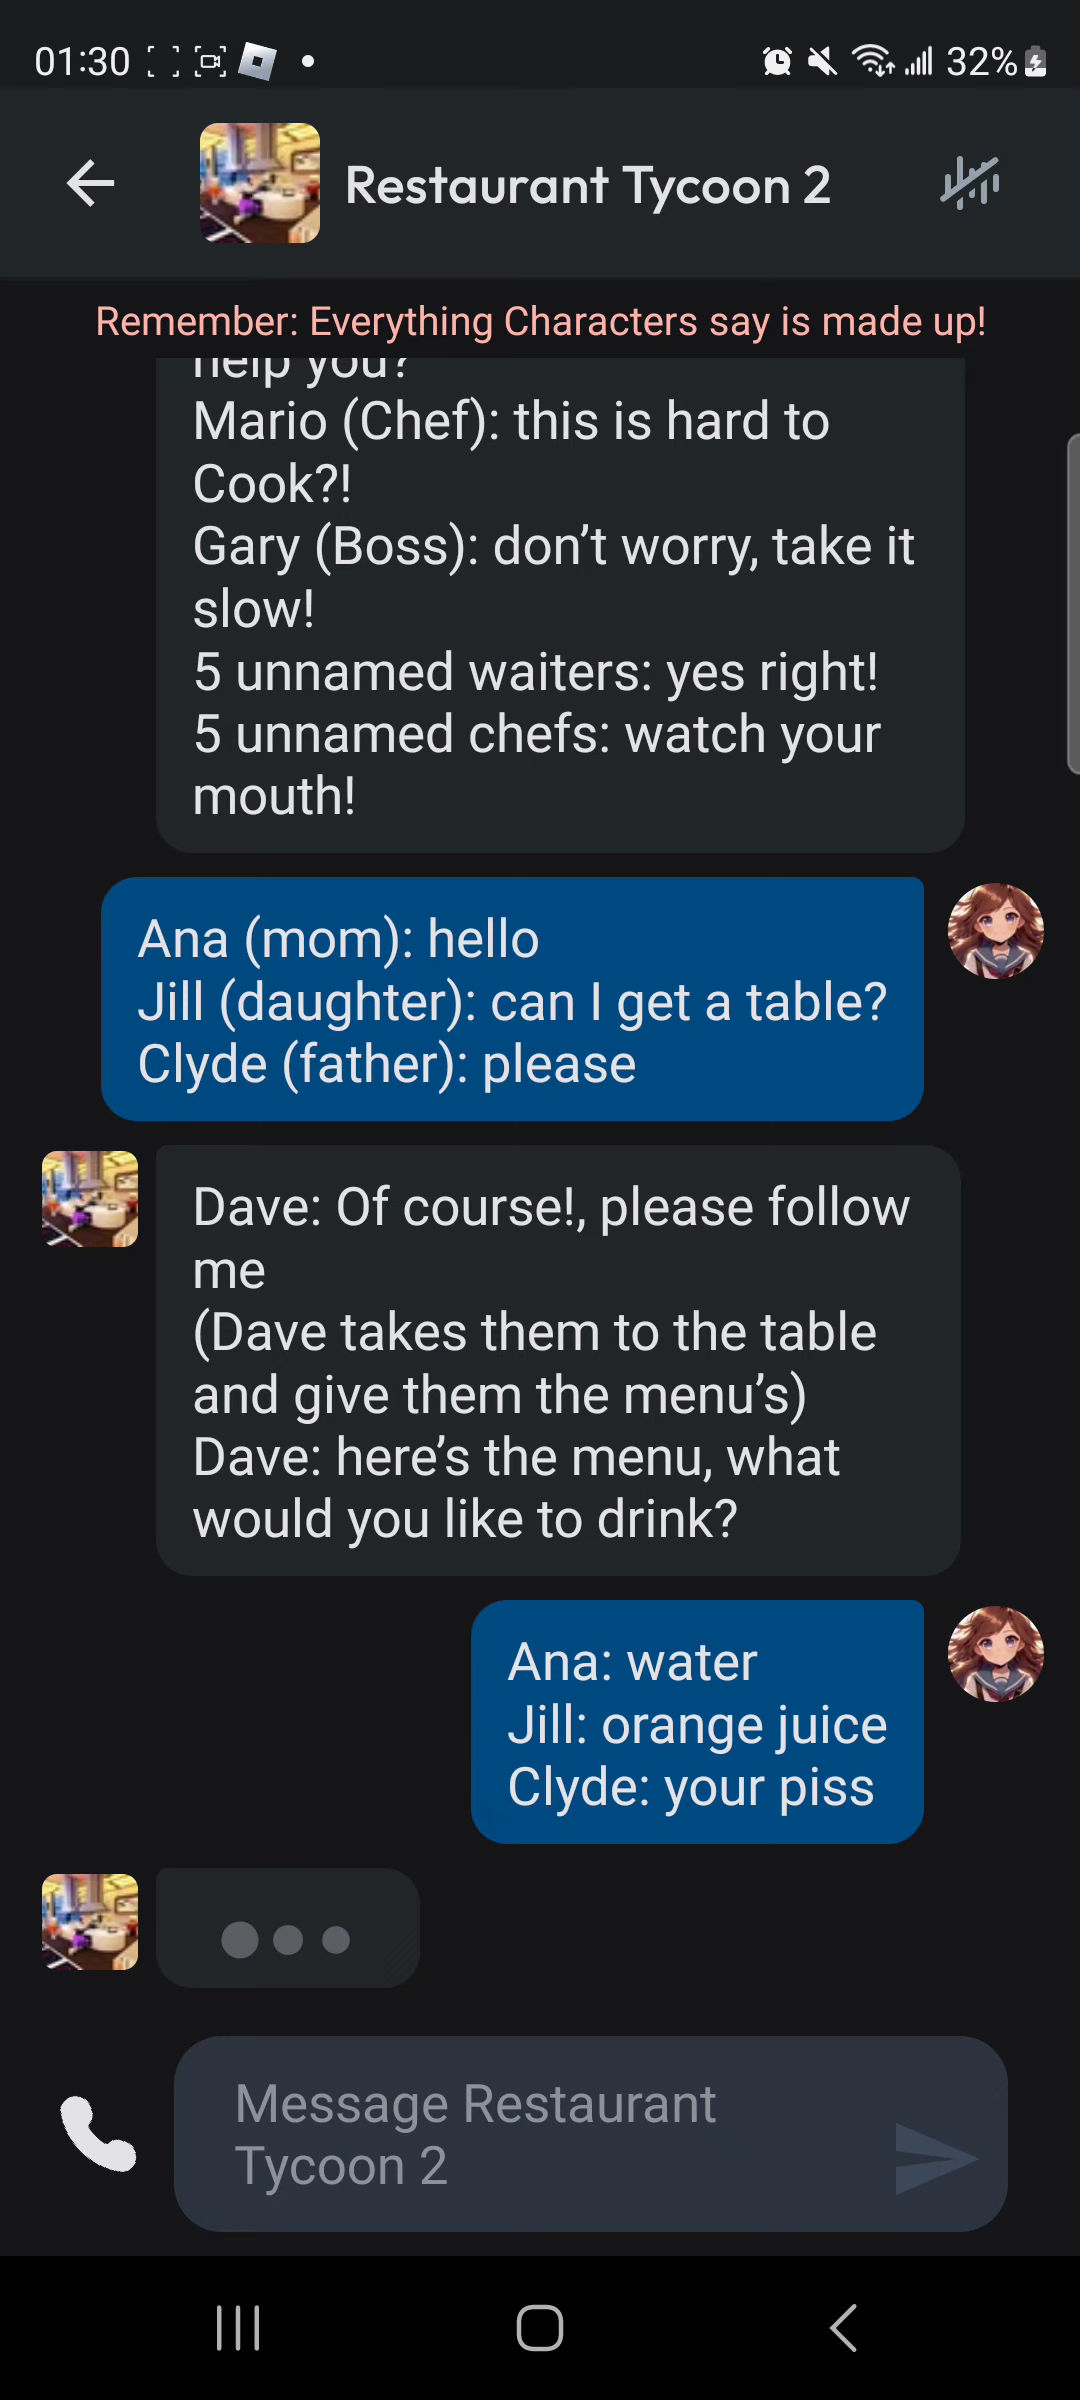 01:30
32%
Restaurant Tycoon 2
Remember: Everything Characters say is made up!
help you?
Mario (Chef): this is hard to
Cook?!
Gary (Boss): don’t worry, take it
slow!
5 unnamed waiters: yes right!
5 unnamed chefs: watch your
mouth!
Ana (mom): hello
Jill (daughter): can I get a table?
Clyde (father): please
Dave: Of course!, please follow
me
(Dave takes them to the table
and give them the menu’s)
Dave: here’s the menu, what
would you like to drink?
Ana: water
Jill: orange juice
Clyde: your piss
Message Restaurant
Tycoon 2